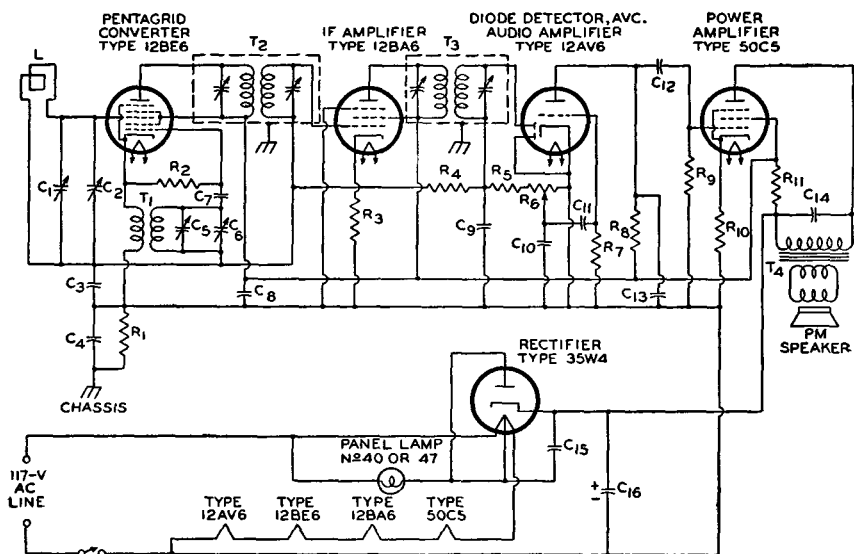 PENTAGRID
CONVERTER
TYPE 12BE6
IF AMPLIFIER
TYPE 12BA6
DIODE DETECTOR, AVC.
AUDIO AMPLIFIER
TYPE 12AV6
POWER
AMPLIFIER
TYPE 50C5
L
T2
T3
C12
C1
C2
R2
C7
T1
C5
C6
R3
R4
R5
R6
C9
C10
C11
R7
R8
R9
R10
R11
C14
T4
C13
PM
SPEAKER
C3
C8
C4
R1
CHASSIS
RECTIFIER
TYPE 35W4
PANEL LAMP
No 40 OR 47
C15
C16
+
-
117-V
AC
LINE
TYPE
12AV6
TYPE
12BE6
TYPE
12BA6
TYPE
50C5